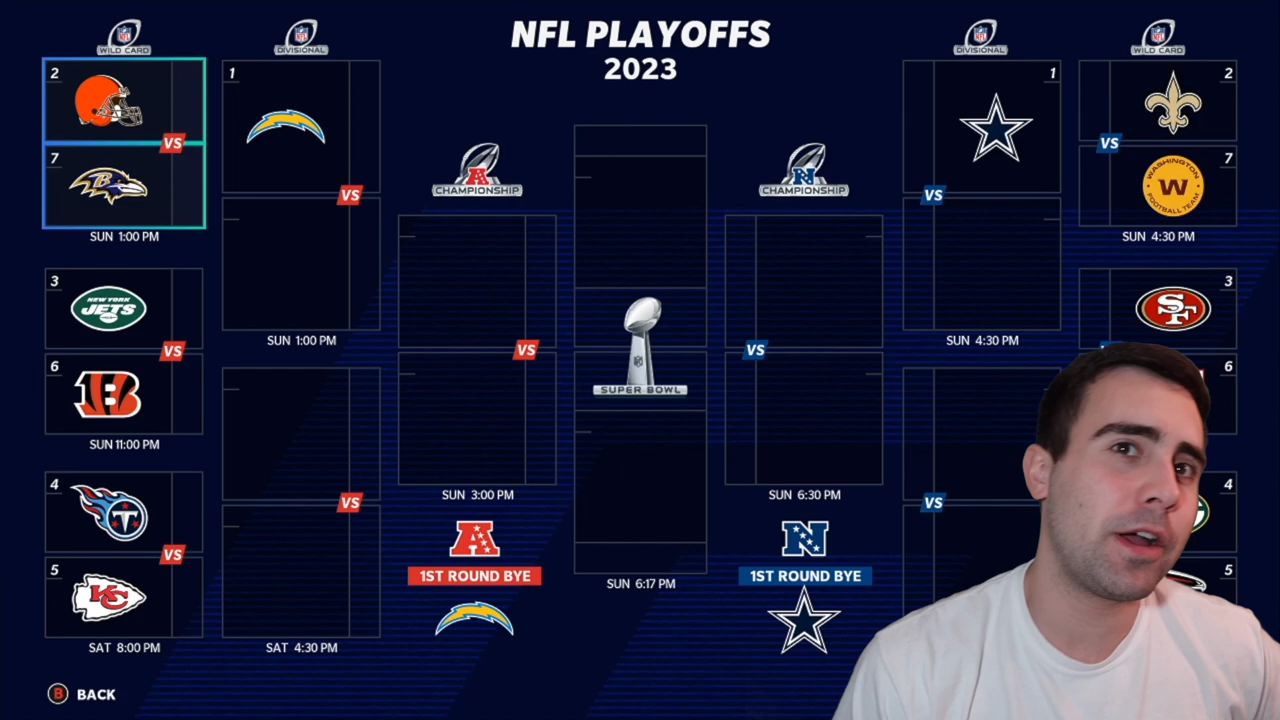 NFL PLAYOFFS
2023
WILD CARD
DIVISIONAL
DIVISIONAL
WILD CARD
2
VS
7
SUN 1:00 PM
3
NEW YORK
JETS
VS
6
B
SUN 11:00 PM
4
T
VS
5
KC
SAT 8:00 PM
1
VS
SUN 1:00 PM
VS
SAT 4:30 PM
A
CHAMPIONSHIP
VS
SUN 3:00 PM
A
1ST ROUND BYE
SUPER BOWL
SUN 6:17 PM
N
CHAMPIONSHIP
VS
SUN 6:30 PM
N
1ST ROUND BYE
1
VS
SUN 4:30 PM
VS
2
VS
7
WASHINGTON
W
FOOTBALL TEAM
SUN 4:30 PM
3
SF
6
4
5
B BACK